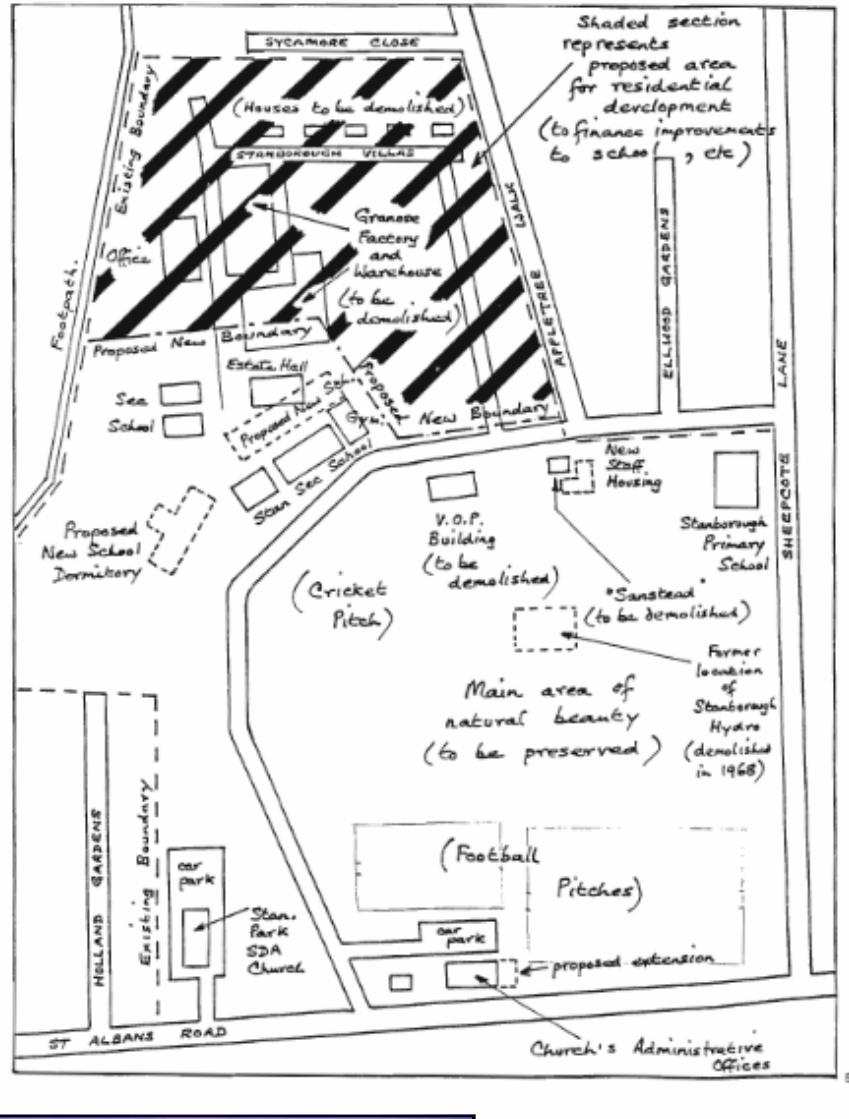 SYCAMORE CLOSE
Shaded section
represents
proposed area
for residential
development
(to finance improvements
to school, etc)
(Houses to be demolished)
STANBOROUGH VILLAS
Existing Boundary
Footpath.
Office
Granose
Factory
and
Warehouse
(to be
demolished)
APPLETREE WALK
ELLWOOD GARDENS
SHEEPCOTE LANE
Proposed New Boundary
Proposed
New Boundary
Estate Hall
Sec
School
Proposed New Sch.
Gym.
Stan Sec School
Proposed
New School
Dormitory
V.O.P.
Building
(to be
demolished)
New
Staff
Housing
Stanborough
Primary
School
"Sanstead"
(to be demolished)
(Cricket
Pitch)
Former
location
of
Stanborough
Hydro
(demolished
in 1968)
Main area of
natural beauty
(to be preserved)
HOLLAND GARDENS
Existing Boundary
car
park
Stan.
Park
SDA
Church
(Football
Pitches)
car
park
proposed extension
ST ALBANS ROAD
Church's Administrative
Offices